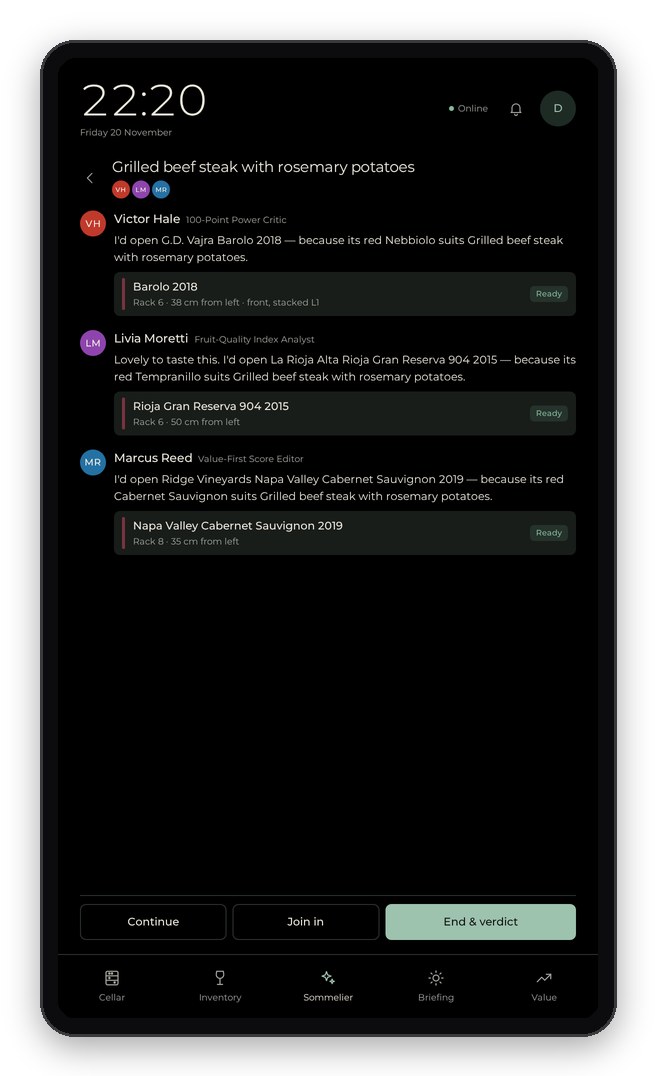 22:20
Friday 20 November
Online
D
Grilled beef steak with rosemary potatoes
VH LM MR
VH
Victor Hale 100-Point Power Critic
I'd open G.D. Vajra Barolo 2018 — because its red Nebbiolo suits Grilled beef steak
with rosemary potatoes.
Barolo 2018
Rack 6 · 38 cm from left · front, stacked L1
Ready
LM
Livia Moretti Fruit-Quality Index Analyst
Lovely to taste this. I'd open La Rioja Alta Rioja Gran Reserva 904 2015 — because its
red Tempranillo suits Grilled beef steak with rosemary potatoes.
Rioja Gran Reserva 904 2015
Rack 6 · 50 cm from left
Ready
MR
Marcus Reed Value-First Score Editor
I'd open Ridge Vineyards Napa Valley Cabernet Sauvignon 2019 — because its red
Cabernet Sauvignon suits Grilled beef steak with rosemary potatoes.
Napa Valley Cabernet Sauvignon 2019
Rack 8 · 35 cm from left
Ready
Continue
Join in
End & verdict
Cellar
Inventory
Sommelier
Briefing
Value